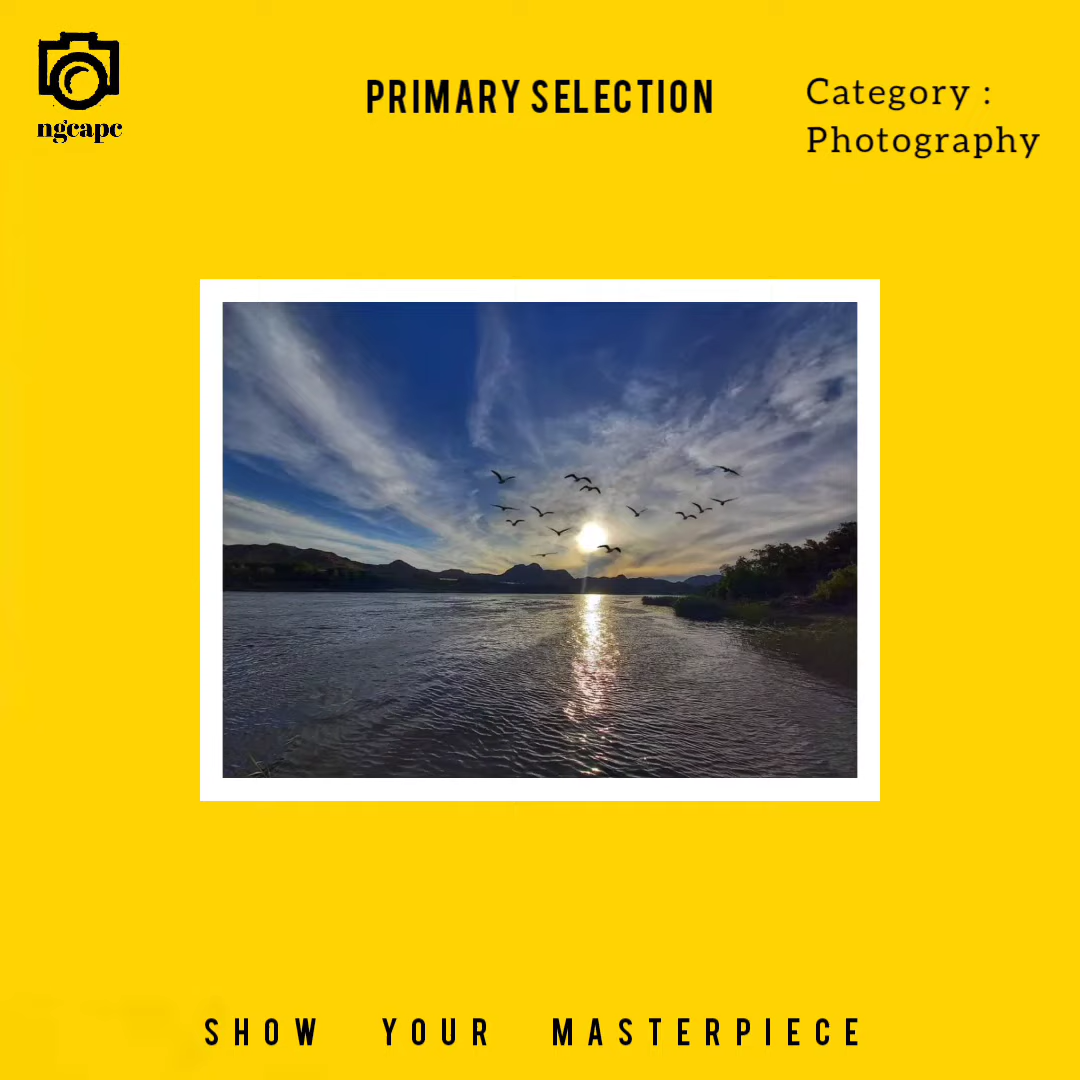 ngcapc
PRIMARY SELECTION
Category :
Photography
SHOW YOUR MASTERPIECE